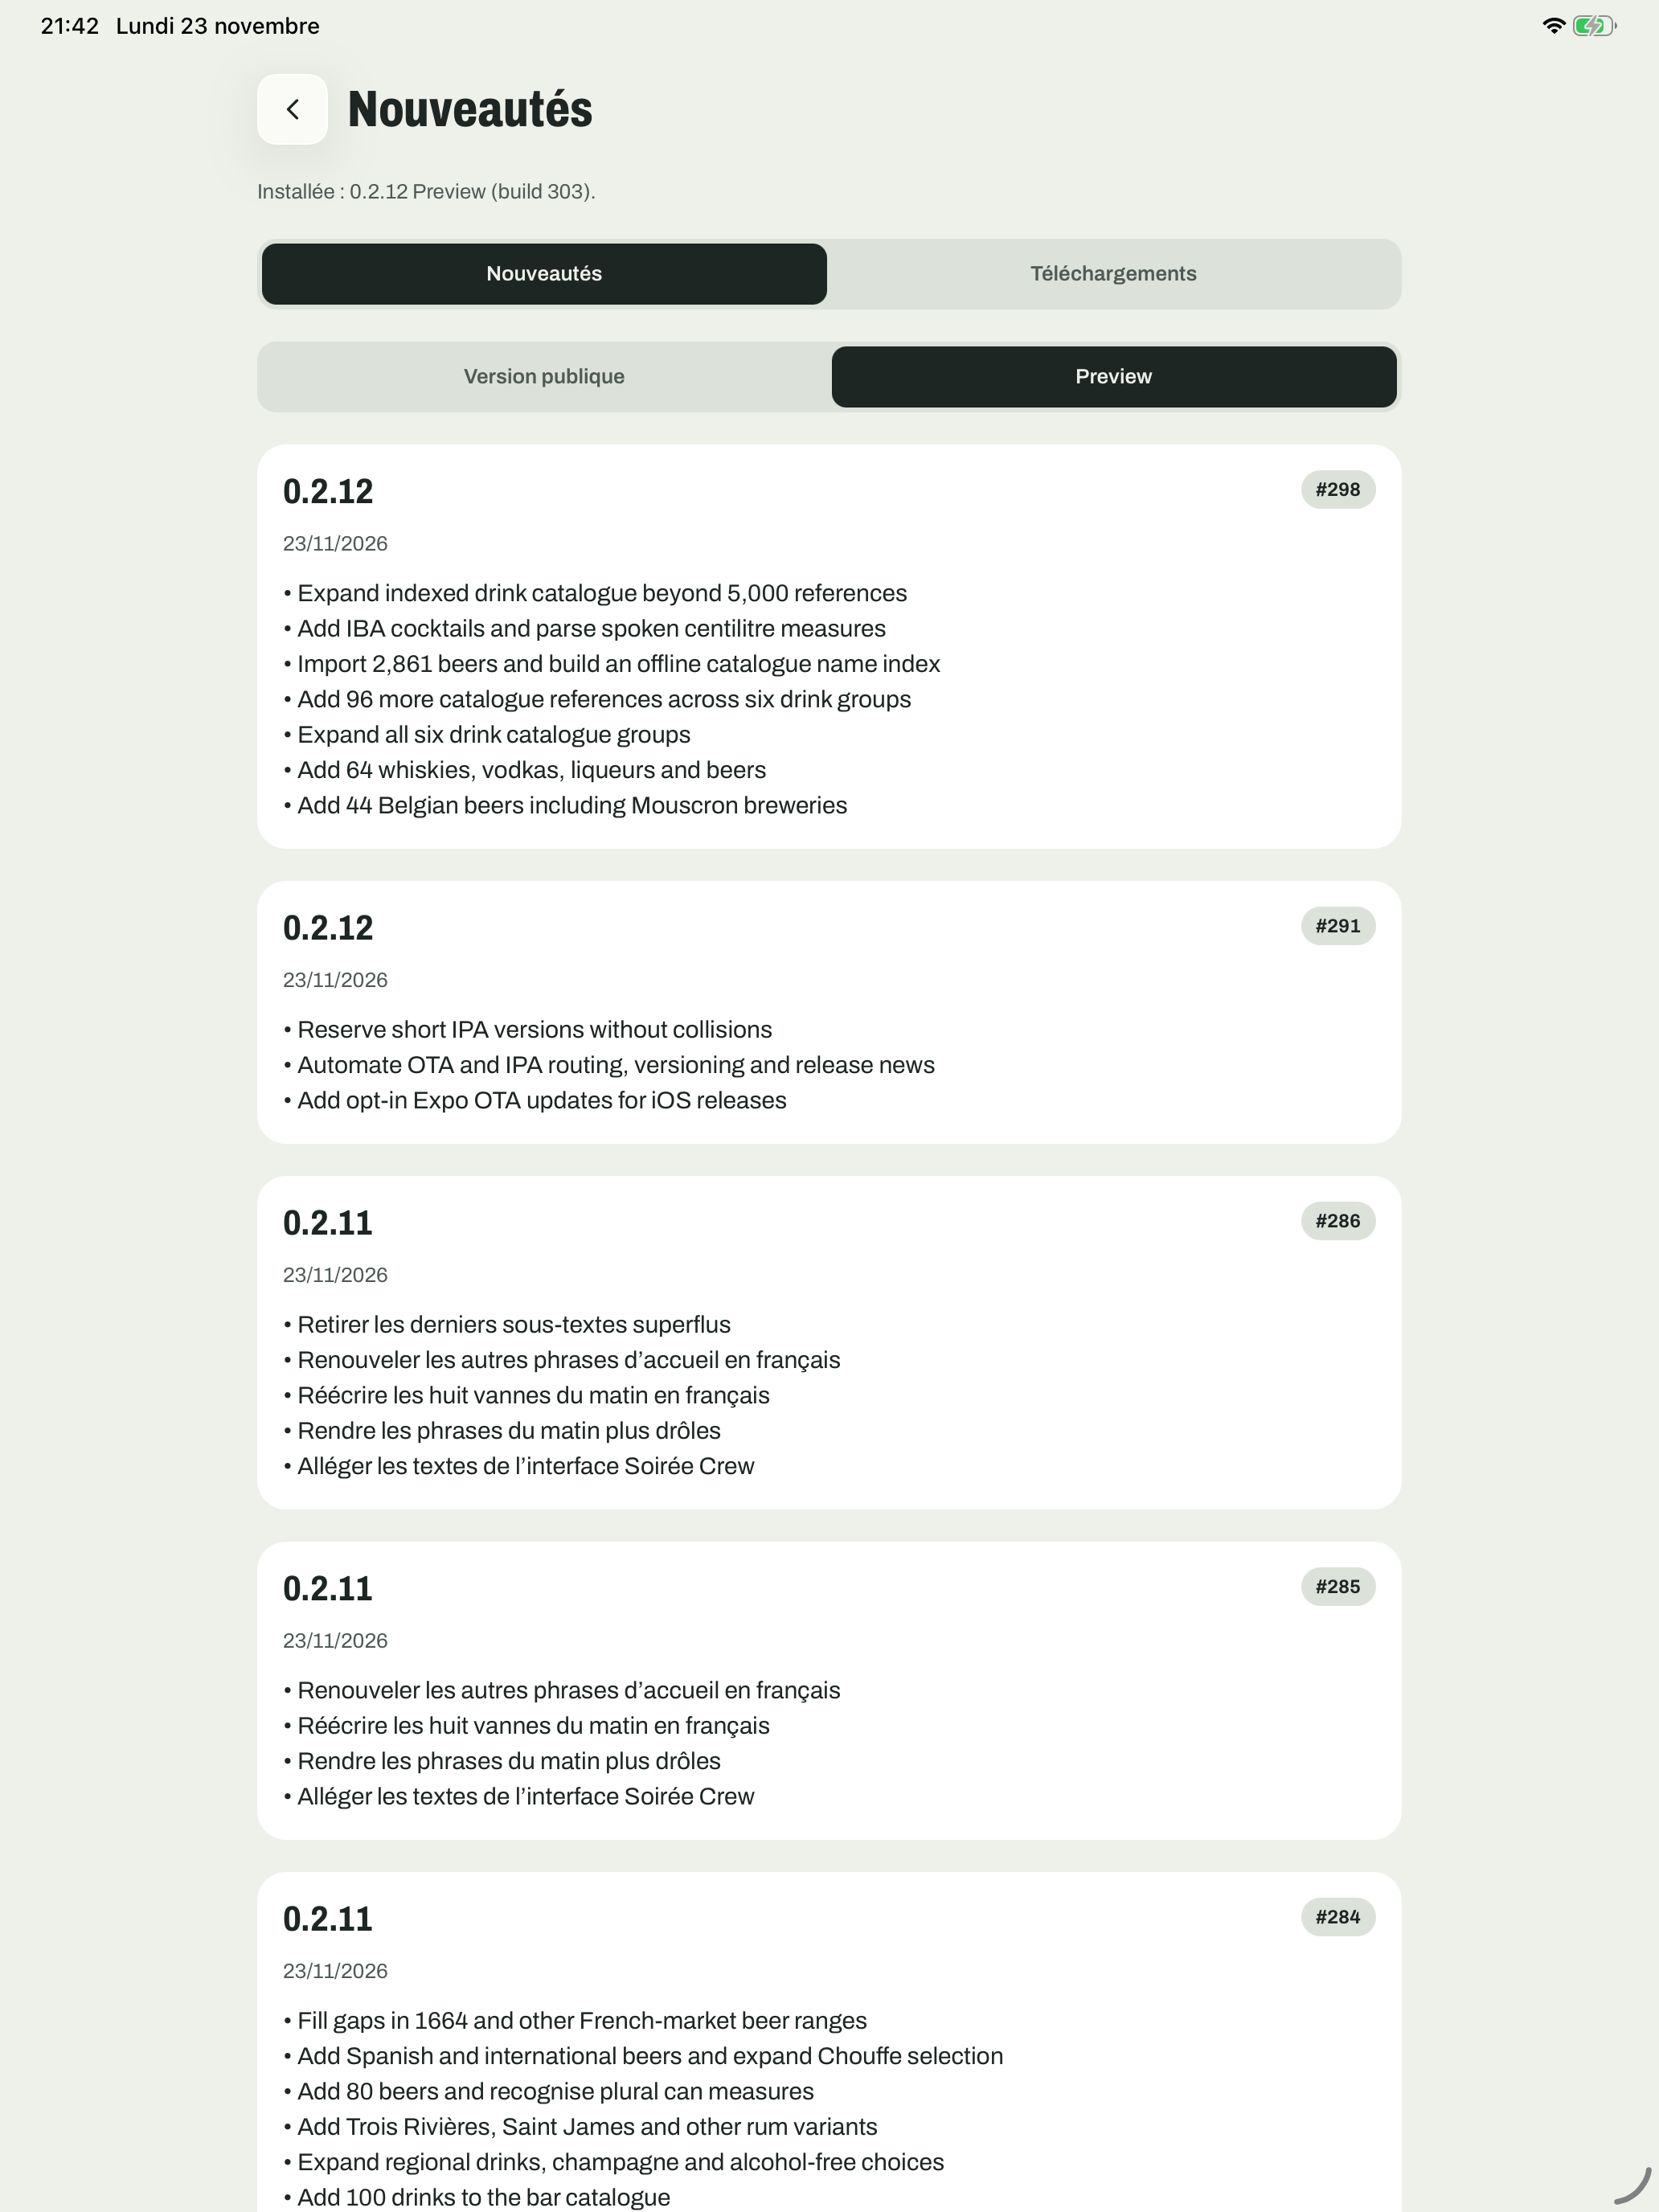 21:42 Lundi 23 novembre
Nouveautés
Installée : 0.2.12 Preview (build 303).
Nouveautés Téléchargements
Version publique Preview
0.2.12 #298
23/11/2026
• Expand indexed drink catalogue beyond 5,000 references
• Add IBA cocktails and parse spoken centilitre measures
• Import 2,861 beers and build an offline catalogue name index
• Add 96 more catalogue references across six drink groups
• Expand all six drink catalogue groups
• Add 64 whiskies, vodkas, liqueurs and beers
• Add 44 Belgian beers including Mouscron breweries
0.2.12 #291
23/11/2026
• Reserve short IPA versions without collisions
• Automate OTA and IPA routing, versioning and release news
• Add opt-in Expo OTA updates for iOS releases
0.2.11 #286
23/11/2026
• Retirer les derniers sous-textes superflus
• Renouveler les autres phrases d’accueil en français
• Réécrire les huit vannes du matin en français
• Rendre les phrases du matin plus drôles
• Alléger les textes de l’interface Soirée Crew
0.2.11 #285
23/11/2026
• Renouveler les autres phrases d’accueil en français
• Réécrire les huit vannes du matin en français
• Rendre les phrases du matin plus drôles
• Alléger les textes de l’interface Soirée Crew
0.2.11 #284
23/11/2026
• Fill gaps in 1664 and other French-market beer ranges
• Add Spanish and international beers and expand Chouffe selection
• Add 80 beers and recognise plural can measures
• Add Trois Rivières, Saint James and other rum variants
• Expand regional drinks, champagne and alcohol-free choices
• Add 100 drinks to the bar catalogue